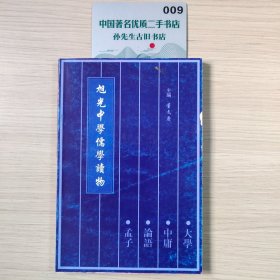 009
中国著名优质二手书店
孙先生古旧书店
旭光中學儒學讀物
主編
大學
中庸
論語
孟子